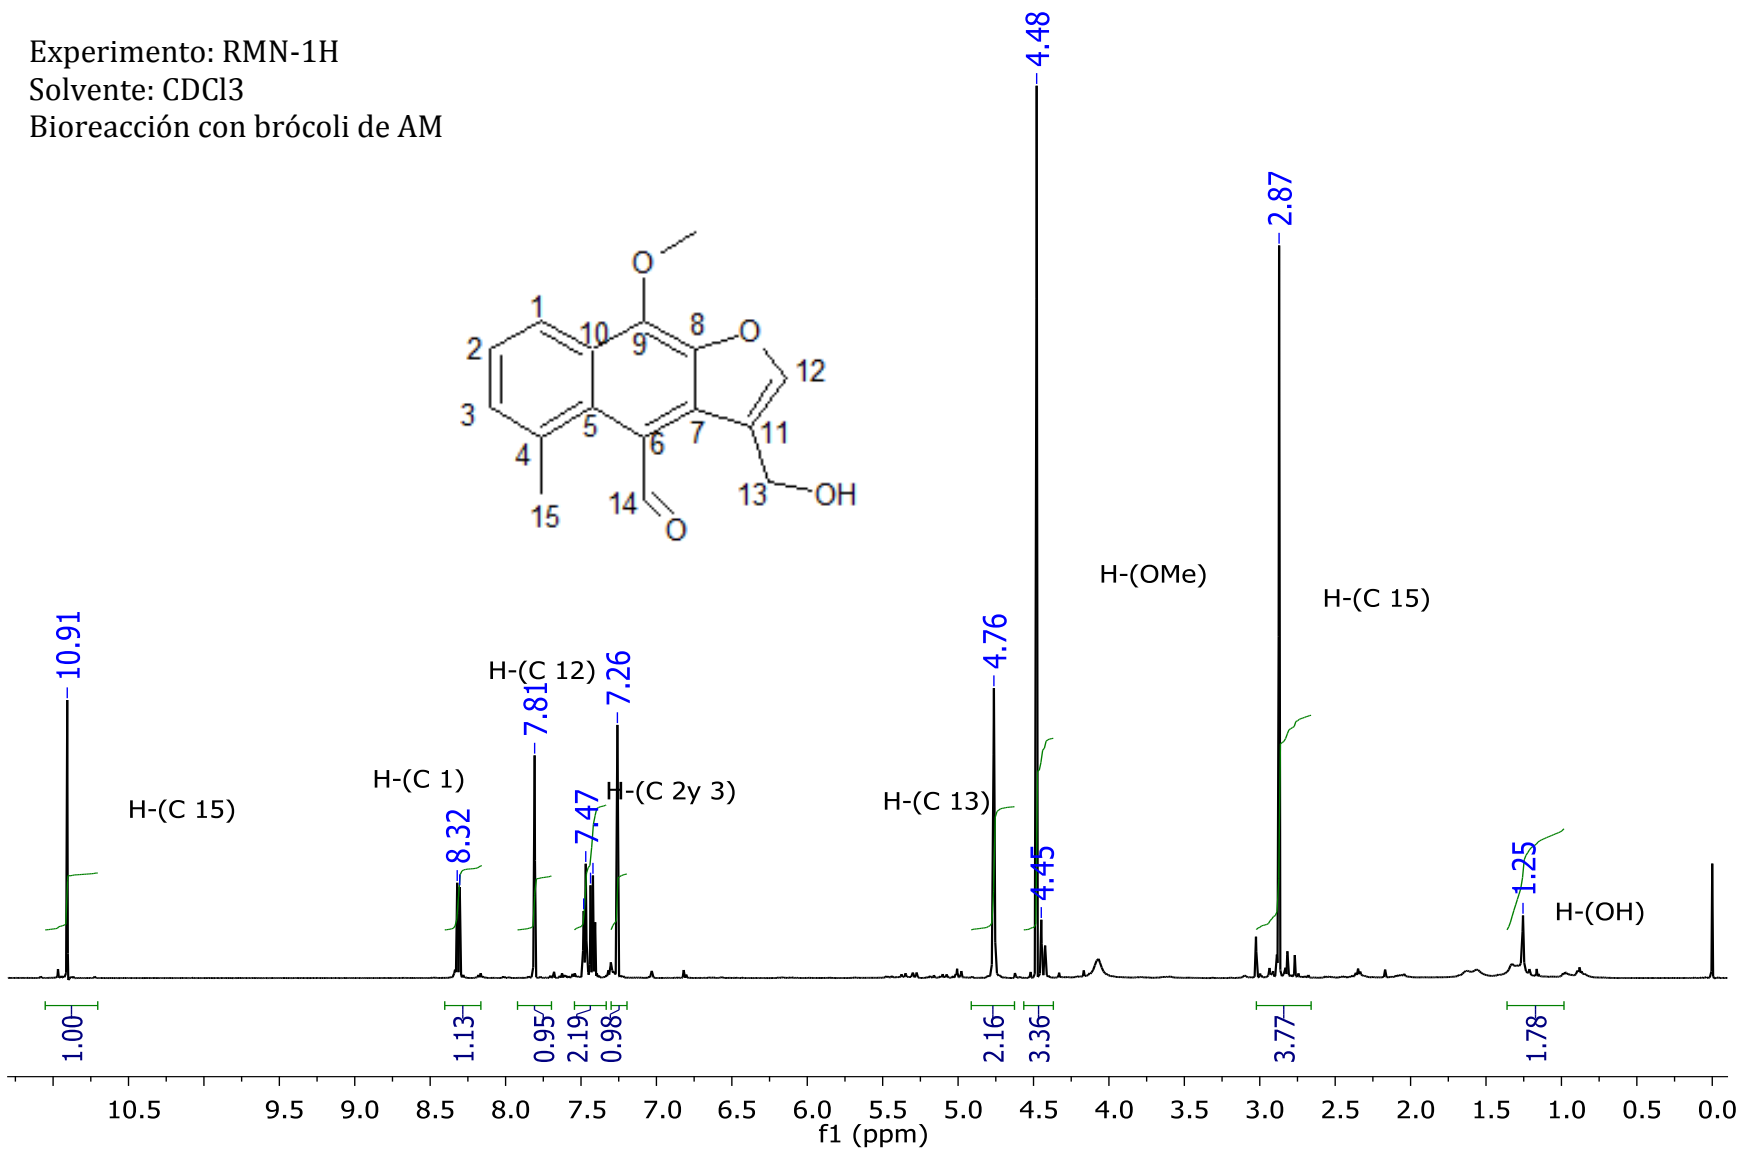 Experimento: RMN-1H
Solvente: CDCl3
Bioreacción con brócoli de AM
4.48
2.87
O
1
10
8
O
2
9
12
3
5
7
11
4
6
13
OH
15
14
O
H-(OMe)
H-(C 15)
10.91
4.76
H-(C 12)
7.26
7.81
H-(C 15)
H-(C 1)
8.32
7.47
H-(C 2y 3)
H-(C 13)
4.45
1.25
H-(OH)
1.00
1.13
0.95
2.19
0.98
2.16
3.36
3.77
1.78
10.5 9.5 9.0 8.5 8.0 7.5 7.0 6.5 6.0 5.5 5.0 4.5 4.0 3.5 3.0 2.5 2.0 1.5 1.0 0.5 0.0
f1 (ppm)